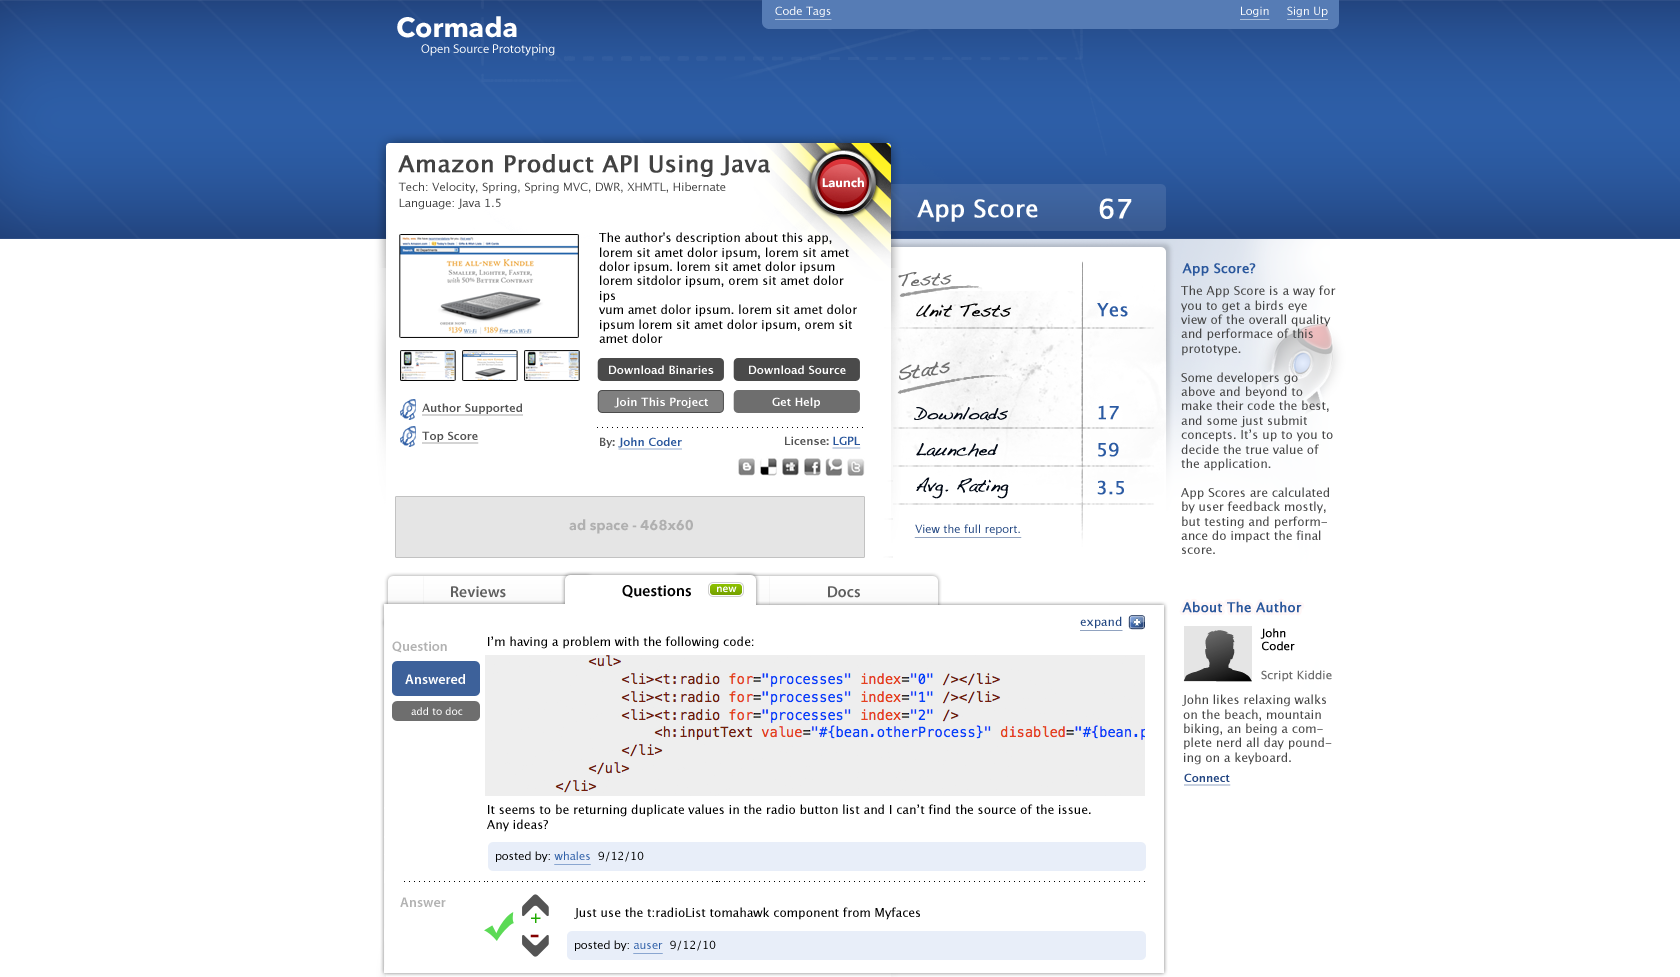 Cormada
Open Source Prototyping
Code Tags
Login
Sign Up
Amazon Product API Using Java
Tech: Velocity, Spring, Spring MVC, DWR, XHMTL, Hibernate
Language: Java 1.5
Launch
App Score 67
THE ALL-NEW KINDLE
SMALLER, LIGHTER, FASTER,
with 50% BETTER CONTRAST
$139 Wi-Fi | $189 Free 3G + Wi-Fi
The author's description about this app,
lorem sit amet dolor ipsum, lorem sit amet
dolor ipsum. lorem sit amet dolor ipsum
lorem sitdolor ipsum, orem sit amet dolor
ips
vum amet dolor ipsum. lorem sit amet dolor
ipsum lorem sit amet dolor ipsum, orem sit
amet dolor
Download Binaries
Download Source
Join This Project
Get Help
Author Supported
Top Score
By: John Coder
License: LGPL
ad space - 468x60
Tests
Unit Tests Yes
Stats
Downloads 17
Launched 59
Avg. Rating 3.5
View the full report.
App Score?
The App Score is a way for
you to get a birds eye
view of the overall quality
and performace of this
prototype.
Some developers go
above and beyond to
make their code the best,
and some just submit
concepts. It's up to you to
decide the true value of
the application.
App Scores are calculated
by user feedback mostly,
but testing and perform-
ance do impact the final
score.
About The Author
John
Coder
Script Kiddie
John likes relaxing walks
on the beach, mountain
biking, an being a com-
plete nerd all day pound-
ing on a keyboard.
Connect
Reviews
Questions new
Docs
expand
Question
Answered
add to doc
I'm having a problem with the following code:
<ul>
<li><t:radio for="processes" index="0" /></li>
<li><t:radio for="processes" index="1" /></li>
<li><t:radio for="processes" index="2" />
<h:inputText value="#{bean.otherProcess}" disabled="#{bean.p
</li>
</ul>
</li>
It seems to be returning duplicate values in the radio button list and I can't find the source of the issue.
Any ideas?
posted by: whales 9/12/10
Answer
Just use the t:radioList tomahawk component from Myfaces
posted by: auser 9/12/10